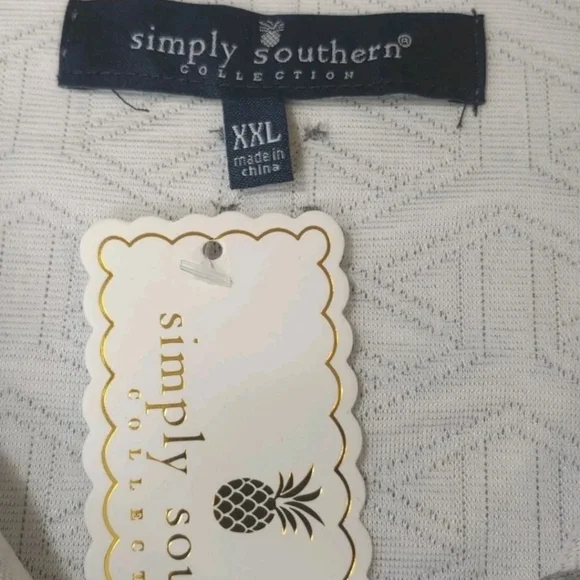 simply southern®
COLLECTION
XXL
made in
china
simply sou
COLLECT